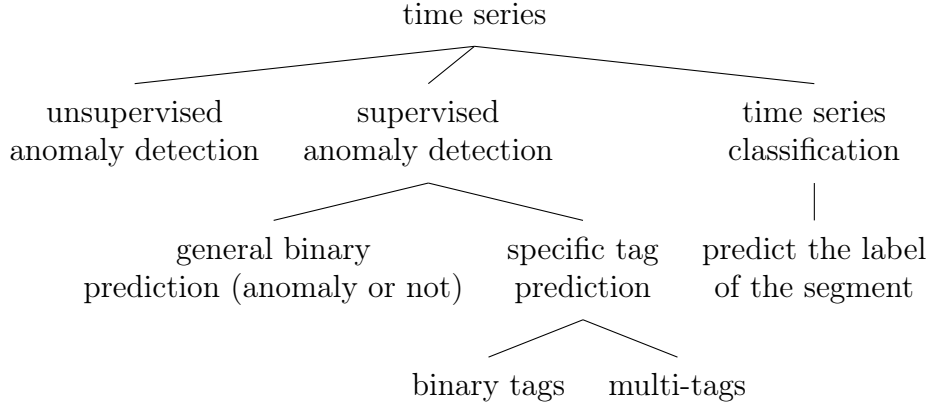 time series
unsupervised
anomaly detection
supervised
anomaly detection
time series
classification
general binary
prediction (anomaly or not)
specific tag
prediction
predict the label
of the segment
binary tags
multi-tags